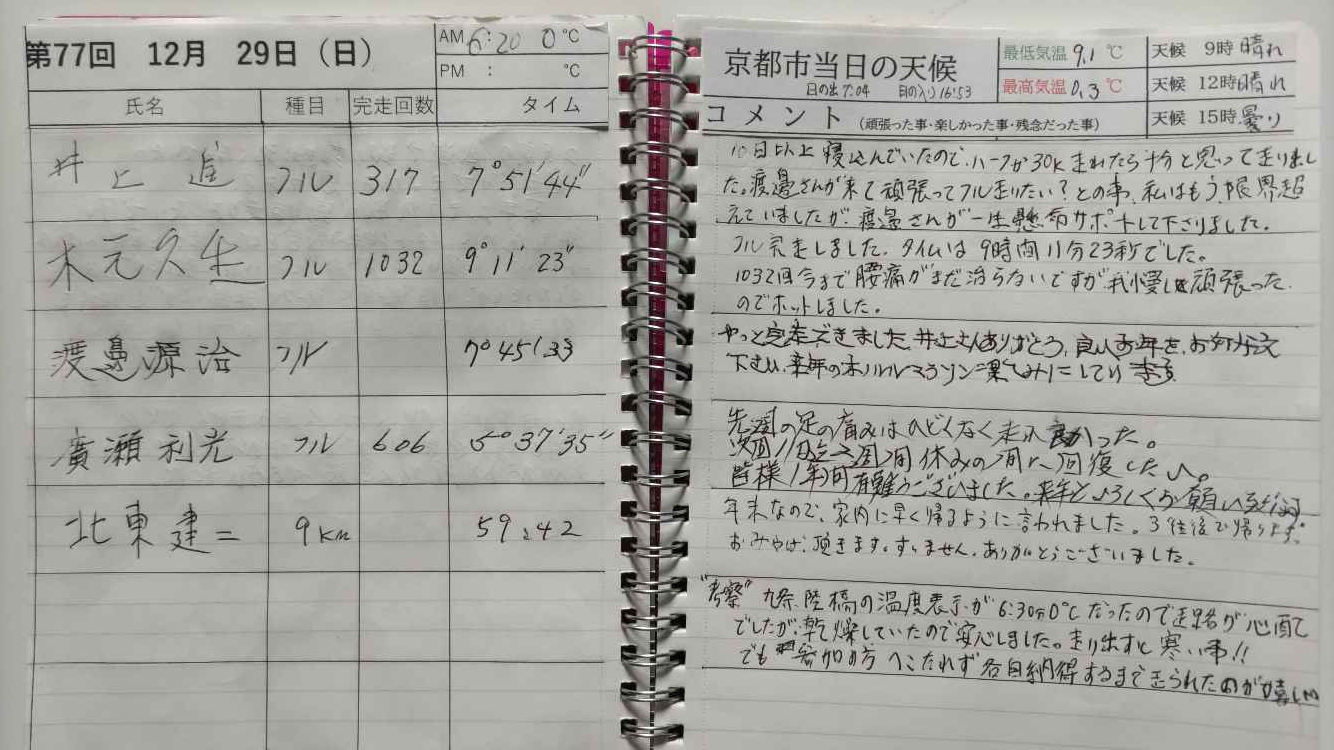 第77回 12月 29日(日)
AM 6:20 0℃
PM : ℃
氏名 種目 完走回数 タイム
井上 進 フル 317 7°51'44"
木元久生 フル 1032 9°11'23"
渡邉源治 フル 7°45'33
廣瀬利光 フル 606 5°37'35"
北東建二 9km 59:42
京都市当日の天候
日の出 7:04 日の入り 16:53
最低気温 9.1℃ 天候 9時 晴れ
最高気温 0.3℃ 天候 12時 晴れ
天候 15時 曇り
コメント (頑張った事・楽しかった事・残念だった事)
10日以上寝込んでいたので、ハーフか30k走れたら十分と思って走り出し
た。渡邉さんが来て頑張ってフル走りたい?との事、私はもう限界超
えていましたが、渡邉さんが一生懸命サポートして下さりました。
フル完走しました。タイムは9時間11分23秒でした。
1032回今まで腰痛がまだ治らないですが我慢して頑張った
のでホットしました。
やっと完走できました。井上さんありがとう、良いお年を、お
下さい、来年のホノルルマラソン
先週の足の痛みはひどくなく走れ良かった。
次回1/12迄2週間休みの間に回復したい。
皆様1年間有難うございました。来年もよろしくお願い致します
年末なので、家内に早く帰るように言われました。3往復で帰ります。
おみやげ、頂きます。すいません、ありがとうございました。
"考察" 九条陸橋の温度表示が6:30分0℃だったので走路が心配
でしたが、乾燥していたので安心しました。走り出すと寒い事!!
でも参加の方へこたれず各自納得するまで走られたのが嬉しい